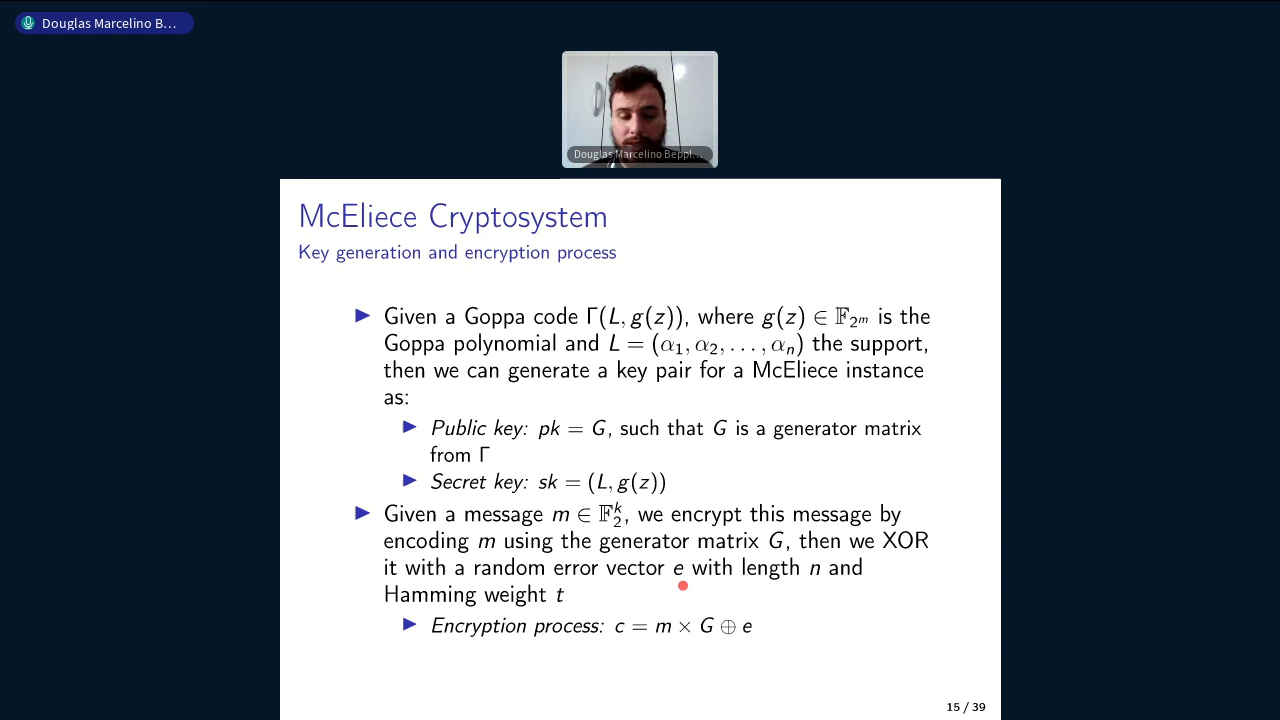 Douglas Marcelino B...
Douglas Marcelino Beppl...
McEliece Cryptosystem
Key generation and encryption process
▶ Given a Goppa code Γ(L, g(z)), where g(z) ∈ 𝔽_{2^m} is the
Goppa polynomial and L = (α₁, α₂, . . . , αₙ) the support,
then we can generate a key pair for a McEliece instance
as:
▶ Public key: pk = G, such that G is a generator matrix
from Γ
▶ Secret key: sk = (L, g(z))
▶ Given a message m ∈ 𝔽₂ᵏ, we encrypt this message by
encoding m using the generator matrix G, then we XOR
it with a random error vector e with length n and
Hamming weight t
▶ Encryption process: c = m × G ⊕ e
15 / 39